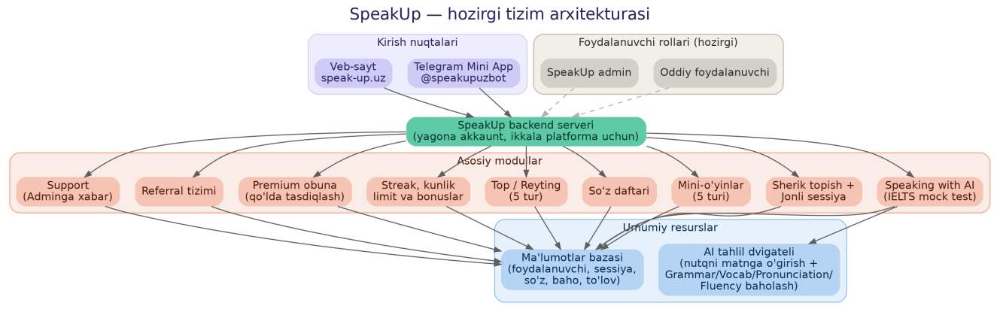 SpeakUp — hozirgi tizim arxitekturasi
Kirish nuqtalari
Veb-sayt
speak-up.uz
Telegram Mini App
@speakupuzbot
Foydalanuvchi rollari (hozirgi)
SpeakUp admin
Oddiy foydalanuvchi
SpeakUp backend serveri
(yagona akkaunt, ikkala platforma uchun)
Asosiy modullar
Support
(Adminga xabar)
Referral tizimi
Premium obuna
(qo'lda tasdiqlash)
Streak, kunlik
limit va bonuslar
Top / Reyting
(5 tur)
So'z daftari
Mini-o'yinlar
(5 turi)
Sherik topish +
Jonli sessiya
Speaking with AI
(IELTS mock test)
Umumiy resurslar
Ma'lumotlar bazasi
(foydalanuvchi, sessiya,
so'z, baho, to'lov)
AI tahlil dvigateli
(nutqni matnga o'girish +
Grammar/Vocab/Pronunciation/
Fluency baholash)